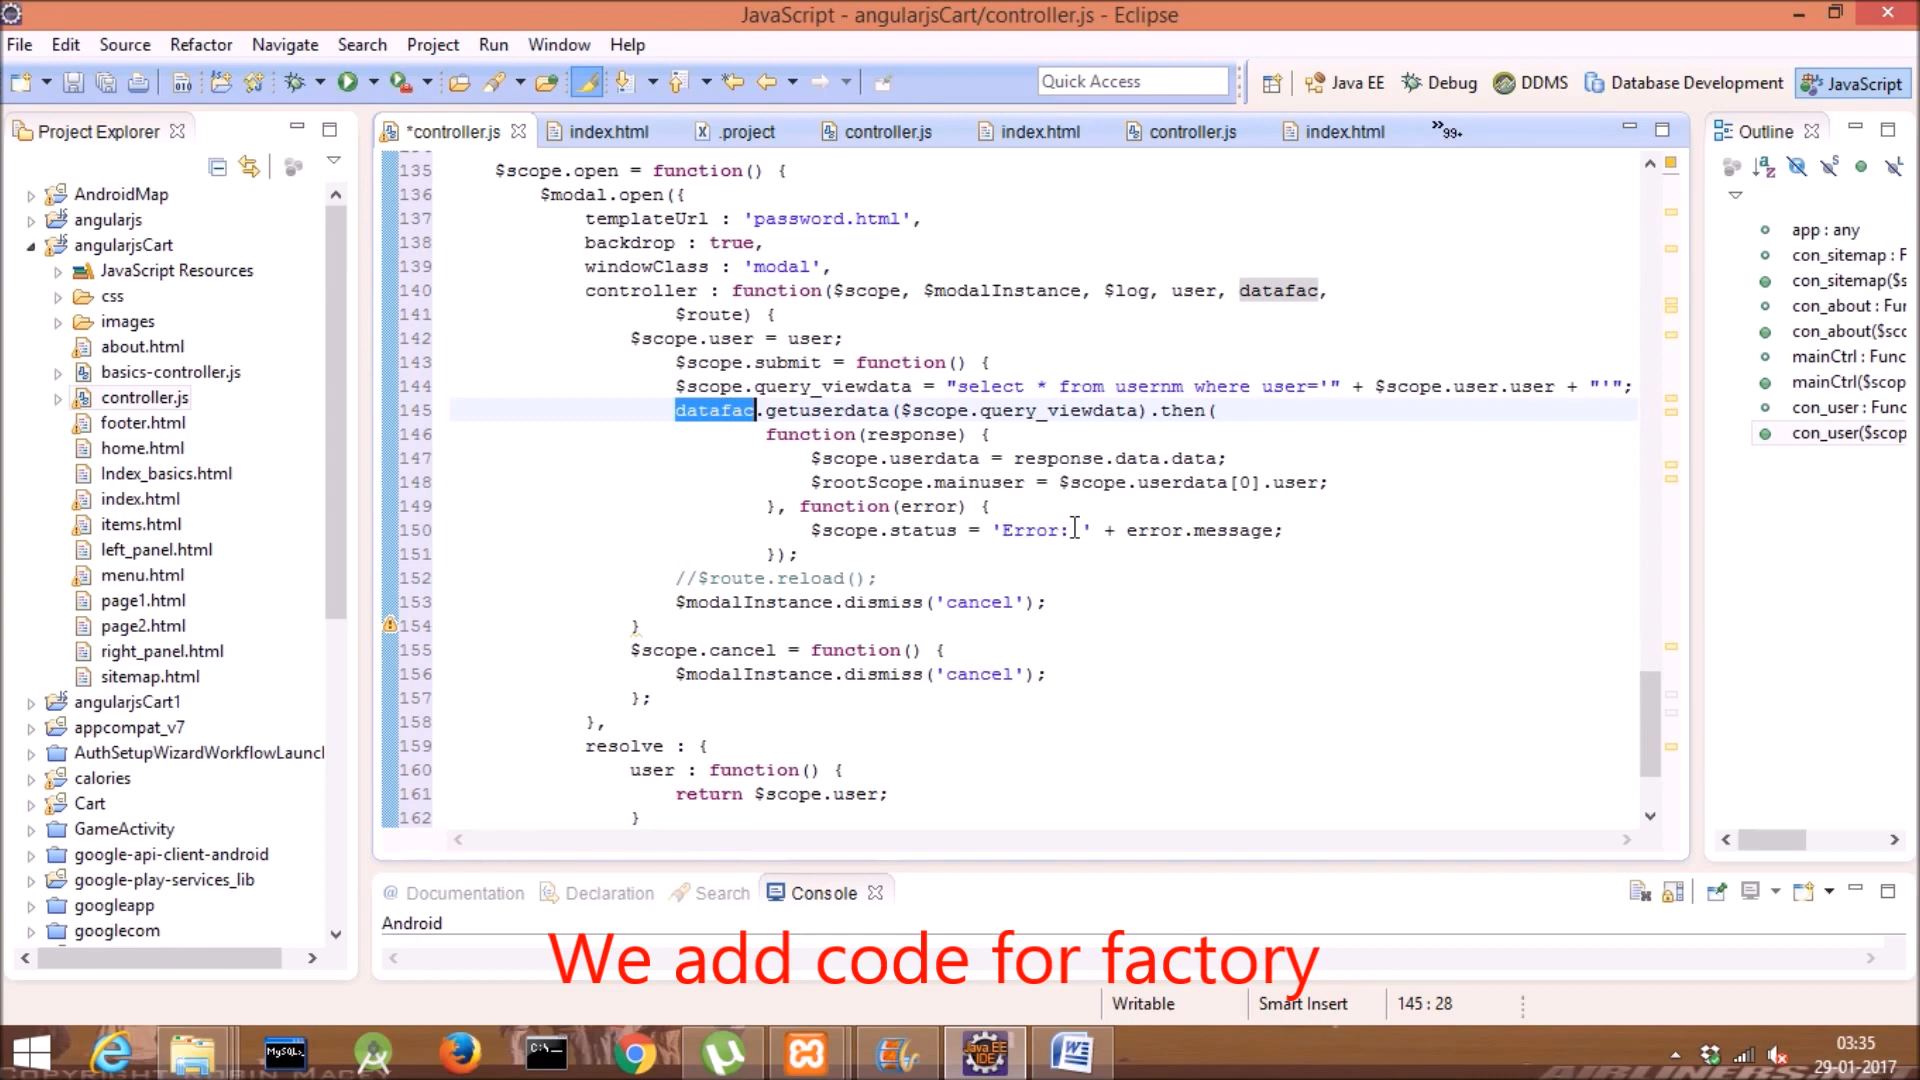 JavaScript - angularjsCart/controller.js - Eclipse
File Edit Source Refactor Navigate Search Project Run Window Help
Quick Access
Java EE Debug DDMS Database Development JavaScript
Project Explorer
*controller.js index.html .project controller.js index.html controller.js index.html »99+
Outline
AndroidMap
angularjs
angularjsCart
JavaScript Resources
css
images
about.html
basics-controller.js
controller.js
footer.html
home.html
Index_basics.html
index.html
items.html
left_panel.html
menu.html
page1.html
page2.html
right_panel.html
sitemap.html
angularjsCart1
appcompat_v7
AuthSetupWizardWorkflowLauncl
calories
Cart
GameActivity
google-api-client-android
google-play-services_lib
googleapp
googlecom
135 $scope.open = function() {
136 $modal.open({
137 templateUrl : 'password.html',
138 backdrop : true,
139 windowClass : 'modal',
140 controller : function($scope, $modalInstance, $log, user, datafac,
141 $route) {
142 $scope.user = user;
143 $scope.submit = function() {
144 $scope.query_viewdata = "select * from usernm where user='" + $scope.user.user + "'";
145 datafac.getuserdata($scope.query_viewdata).then(
146 function(response) {
147 $scope.userdata = response.data.data;
148 $rootScope.mainuser = $scope.userdata[0].user;
149 }, function(error) {
150 $scope.status = 'Error: ' + error.message;
151 });
152 //$route.reload();
153 $modalInstance.dismiss('cancel');
154 }
155 $scope.cancel = function() {
156 $modalInstance.dismiss('cancel');
157 };
158 },
159 resolve : {
160 user : function() {
161 return $scope.user;
162 }
app : any
con_sitemap : F
con_sitemap($s
con_about : Fu
con_about($sco
mainCtrl : Func
mainCtrl($scop
con_user : Func
con_user($scop
@ Documentation Declaration Search Console
Android
We add code for factory
Writable Smart Insert 145 : 28
MySQL
C:\
Java EE
IDE
03:35
29-01-2017